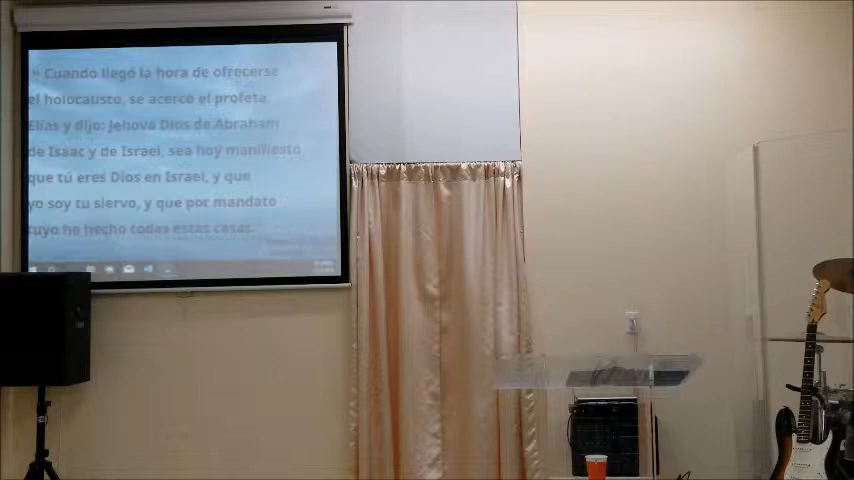 Cuando llegó la hora de ofrecerse
el holocausto, se acercó el profeta
Elías y dijo: Jehová Dios de Abraham
de Isaac y de Israel, sea hoy manifiesto
que tú eres Dios en Israel, y que
yo soy tu siervo, y que por mandato
tuyo he hecho todas estas cosas.